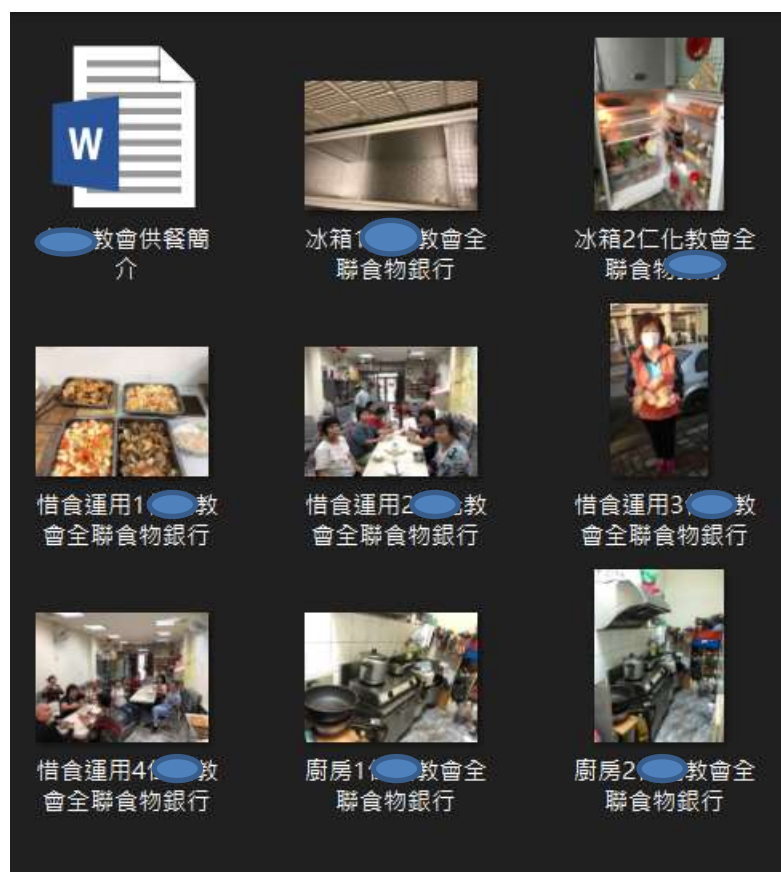 W
教會供餐簡
介
冰箱1 教會全
聯食物銀行
冰箱2仁化教會全
聯食物
惜食運用1 教
會全聯食物銀行
惜食運用2 教
會全聯食物銀行
惜食運用3 教
會全聯食物銀行
惜食運用4 教
會全聯食物銀行
廚房1 教會全
聯食物銀行
廚房2 教會全
聯食物銀行